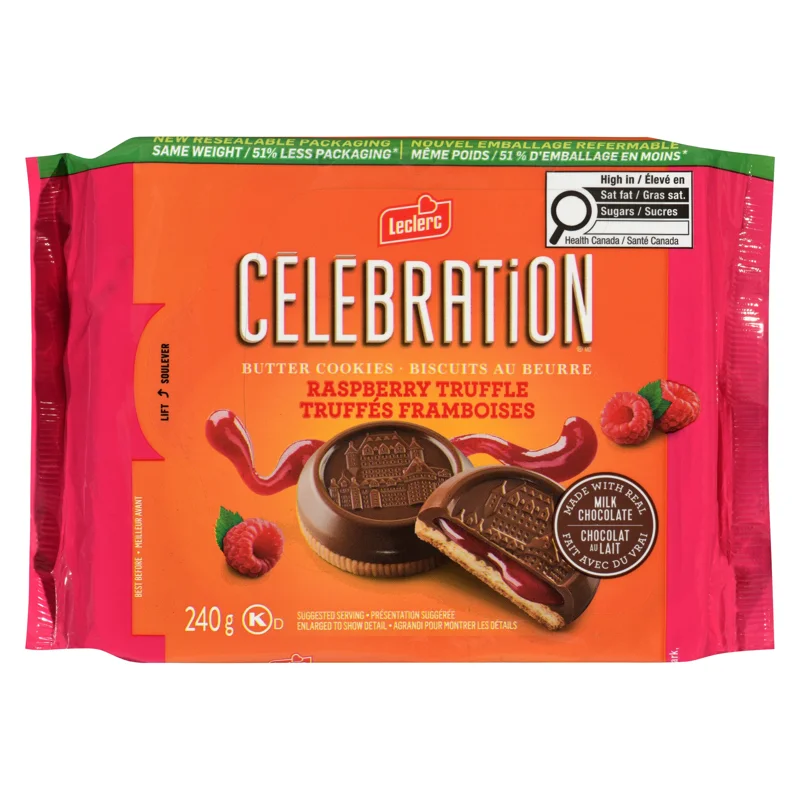 NEW RESEALABLE PACKAGING
SAME WEIGHT / 51% LESS PACKAGING*
NOUVEL EMBALLAGE REFERMABLE
MÊME POIDS / 51 % D'EMBALLAGE EN MOINS*
High in / Élevé en
Sat fat / Gras sat.
Sugars / Sucres
Health Canada / Santé Canada
Leclerc
CĒLĒBRATiON
BUTTER COOKIES · BISCUITS AU BEURRE
RASPBERRY TRUFFLE
TRUFFÉS FRAMBOISES
LIFT SOULEVER
MADE WITH REAL
MILK
CHOCOLATE
CHOCOLAT
AU LAIT
FAIT AVEC DU VRAI
BEST BEFORE • MEILLEUR AVANT
240 g
K D
SUGGESTED SERVING • PRÉSENTATION SUGGÉRÉE
ENLARGED TO SHOW DETAIL • AGRANDI POUR MONTRER LES DÉTAILS